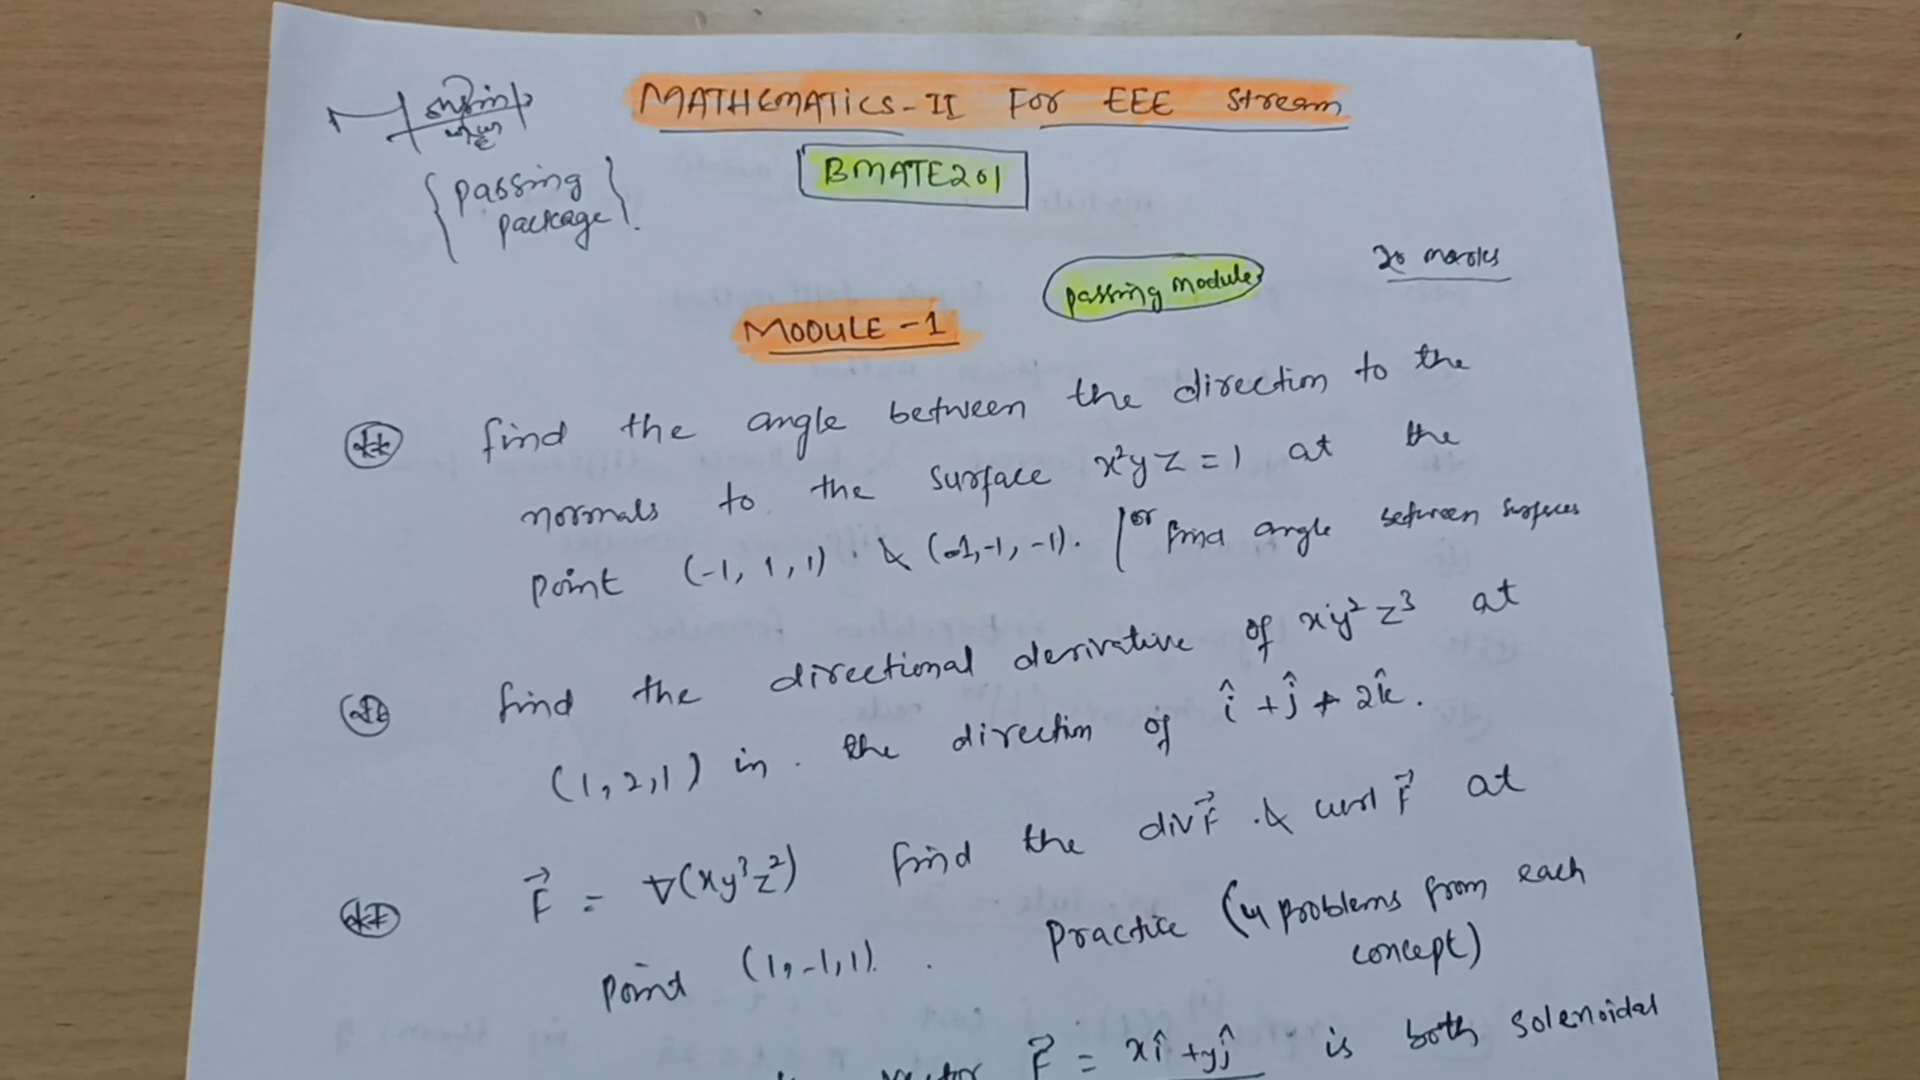 MATHEMATICS-II FOR EEE Stream
BMATE201
{Passing
package}.
passing module
20 marks
MODULE-1
find the angle between the direction to the
normals to the surface x²yz=1 at the
point (-1, 1, 1) & (-1,-1,-1). | or find angle between surfaces
find the directional derivative of xy²z³ at
(1,2,1) in the direction of î+ĵ+2k̂.
F⃗ = ∇(xy³z²) find the div F⃗ & curl F⃗ at
point (1,-1,1). Practice (4 problems from each
concept)
F⃗ = xî+yĵ is both solenoidal